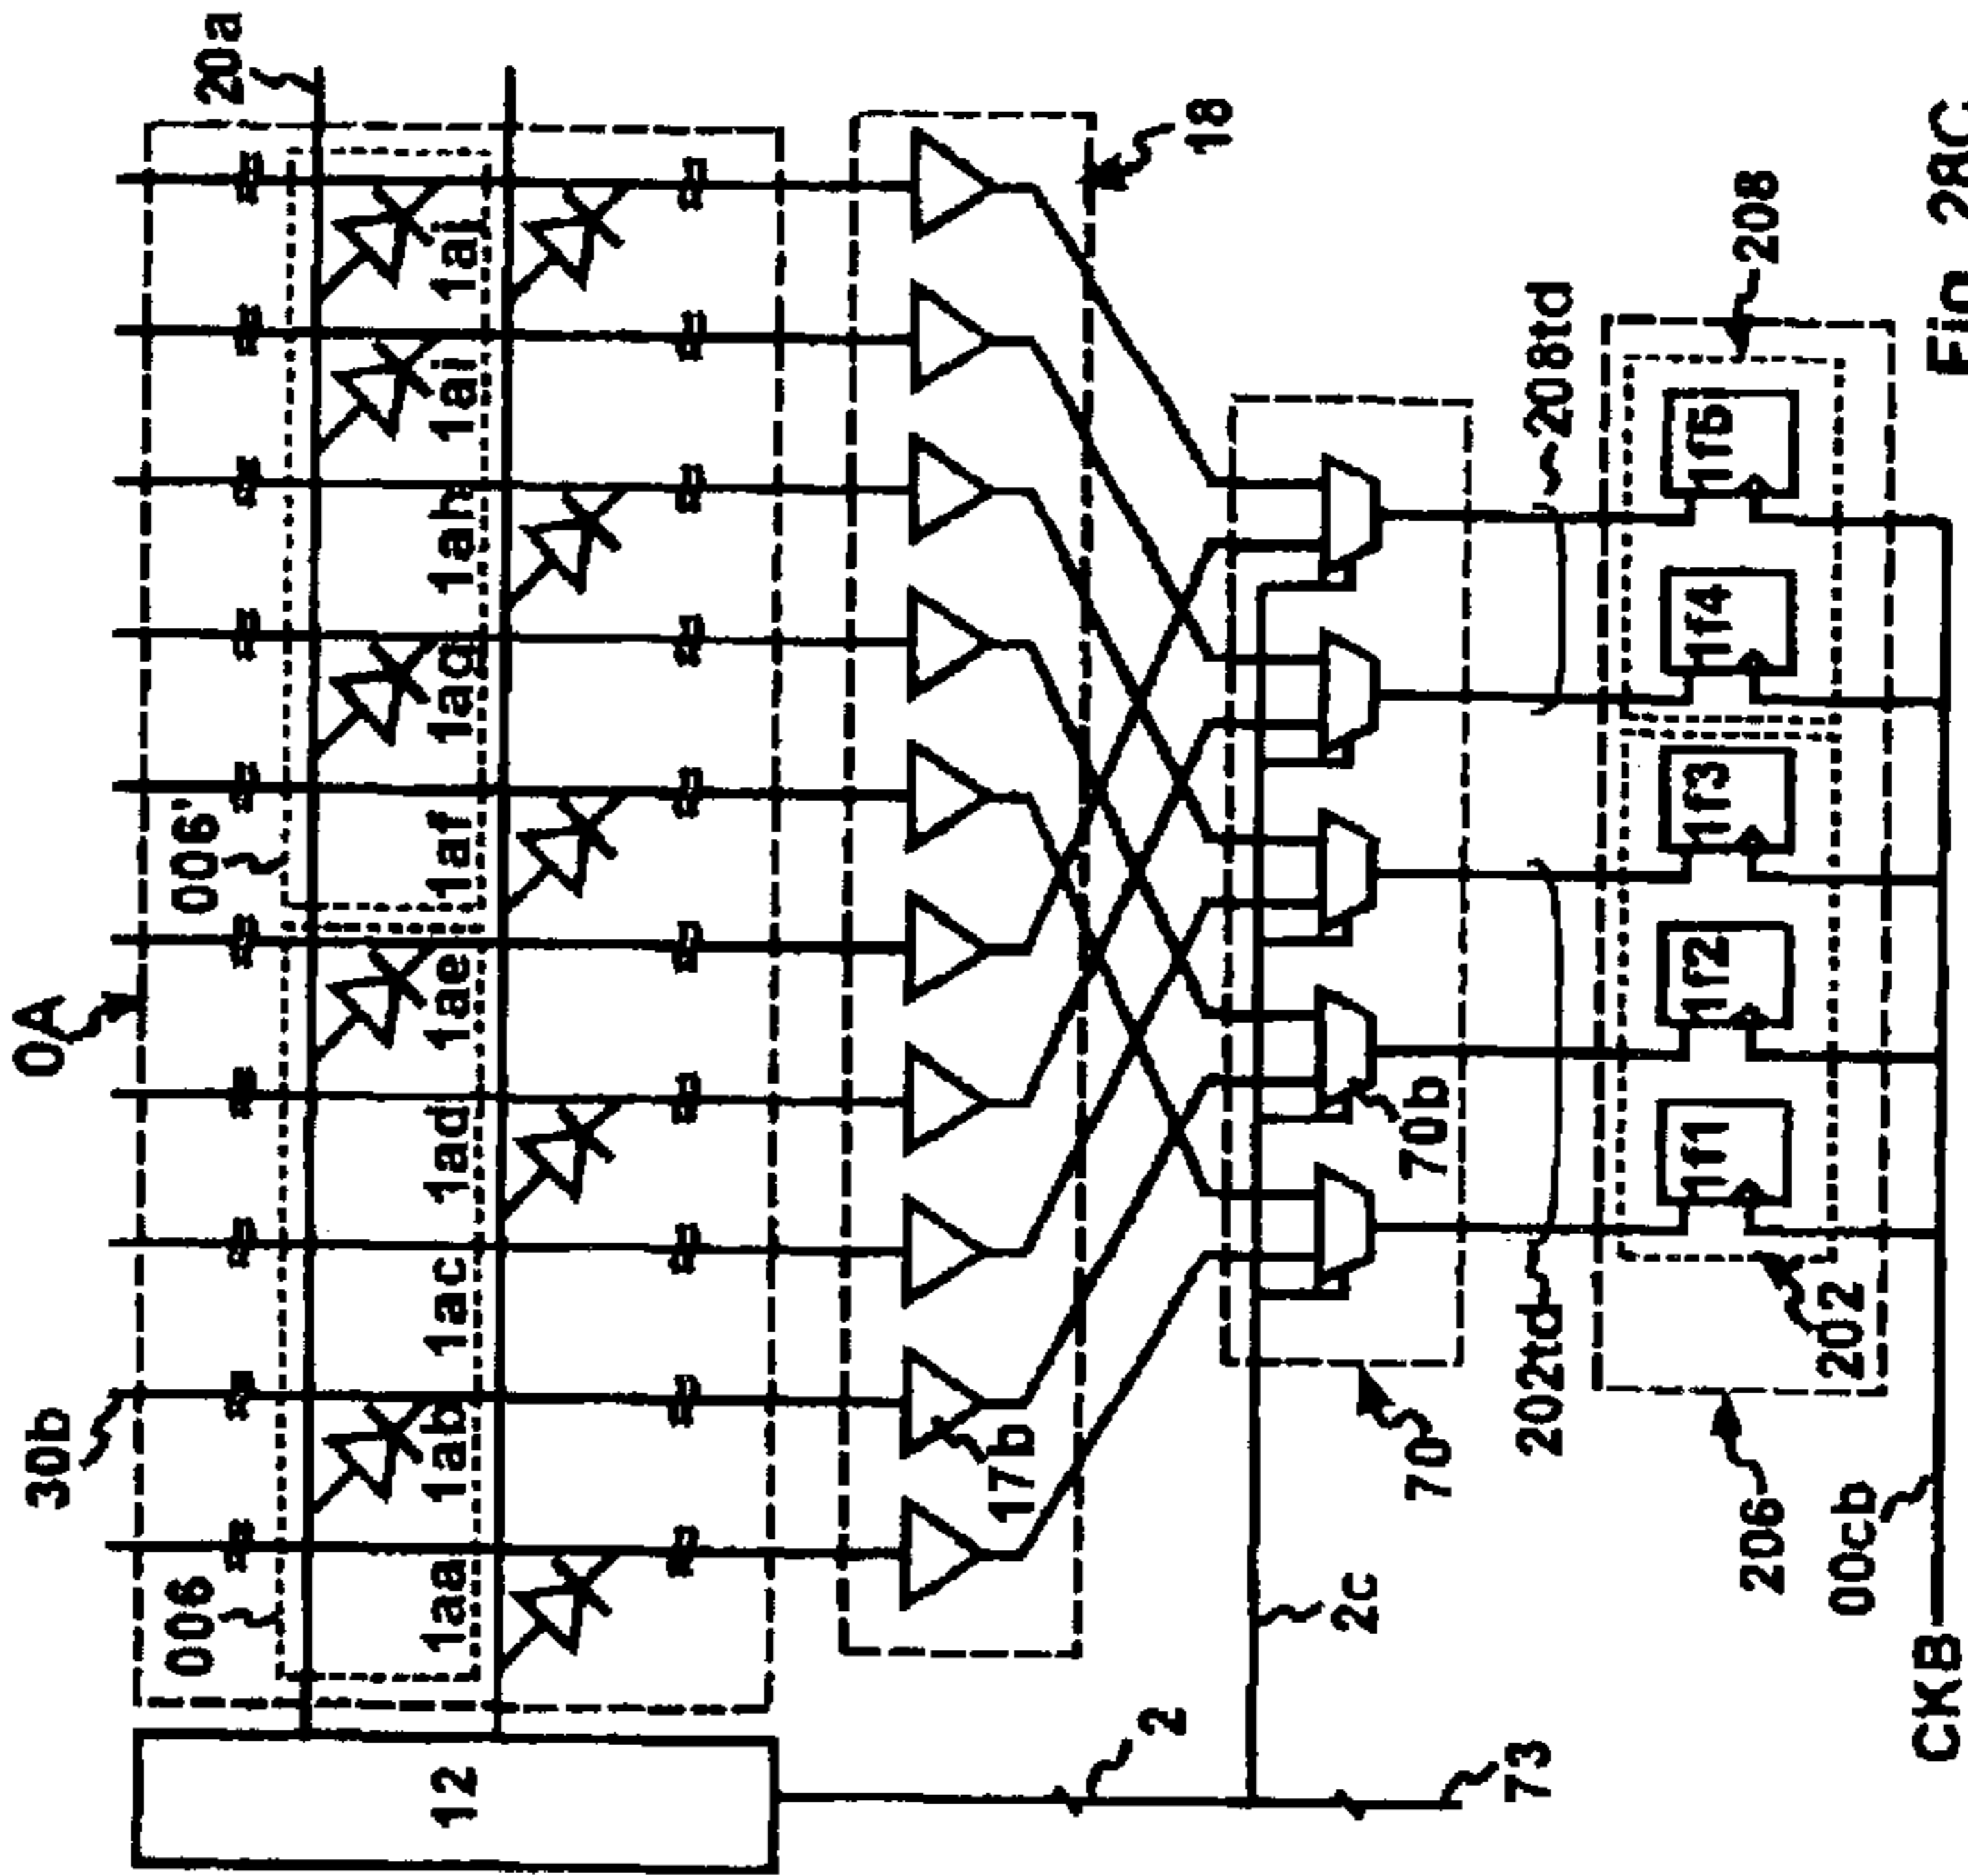 30b
0A
006
006'
20a
12 1aa 1ab 1ac 1ad 1ae 1af 1ag 1ah 1ai 1aj
17b
2
18
2c
70
70b
73
202td
208td
1f1 1f2 1f3 1f4 1f5
206
208
202
00cb
CKB
Fig. 28C